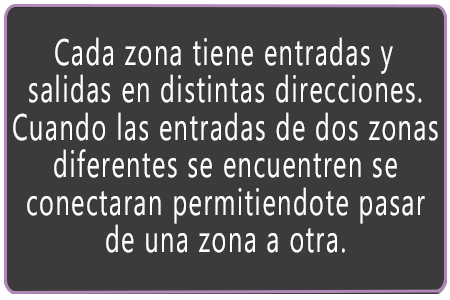 Cada zona tiene entradas y
salidas en distintas direcciones.
Cuando las entradas de dos zonas
diferentes se encuentren se
conectaran permitiendote pasar
de una zona a otra.